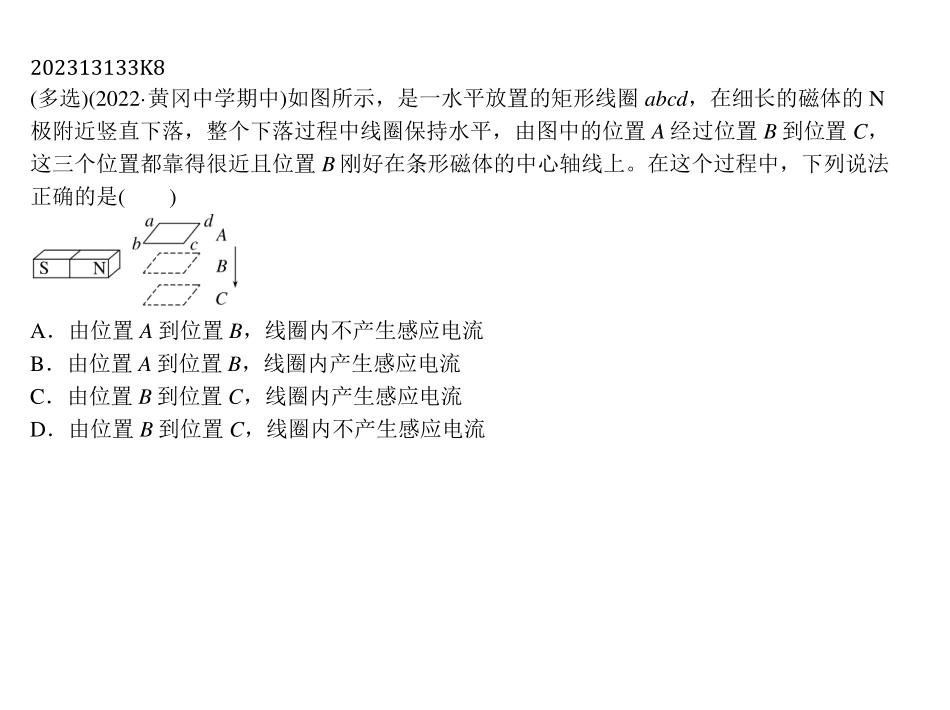 202313133K8
(多选)(2022·黄冈中学期中)如图所示，是一水平放置的矩形线圈 abcd，在细长的磁体的 N
极附近竖直下落，整个下落过程中线圈保持水平，由图中的位置 A 经过位置 B 到位置 C，
这三个位置都靠得很近且位置 B 刚好在条形磁体的中心轴线上。在这个过程中，下列说法
正确的是(　　)
a d
A
b c
S N B
C
A．由位置 A 到位置 B，线圈内不产生感应电流
B．由位置 A 到位置 B，线圈内产生感应电流
C．由位置 B 到位置 C，线圈内产生感应电流
D．由位置 B 到位置 C，线圈内不产生感应电流